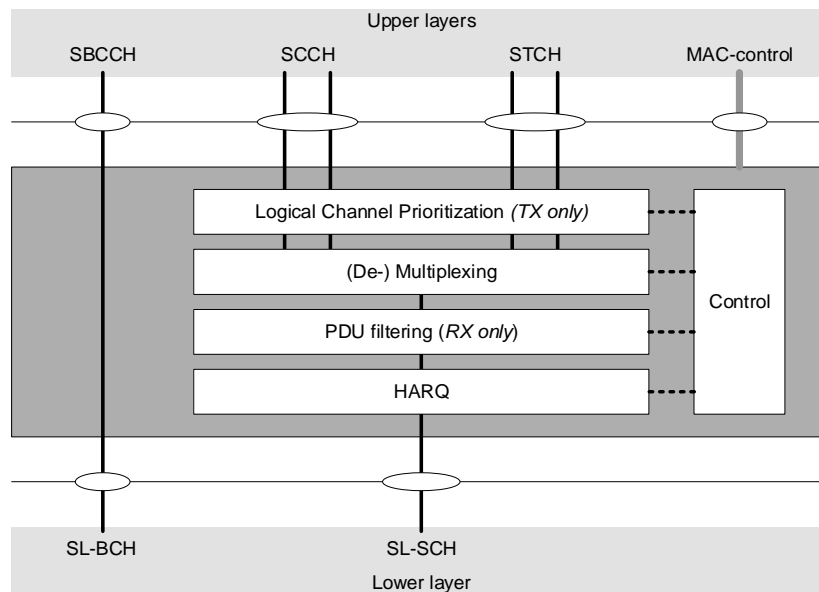 Upper layers
SBCCH
SCCH
STCH
MAC-control
Logical Channel Prioritization (TX only)
(De-) Multiplexing
PDU filtering (RX only)
HARQ
Control
SL-BCH
SL-SCH
Lower layer